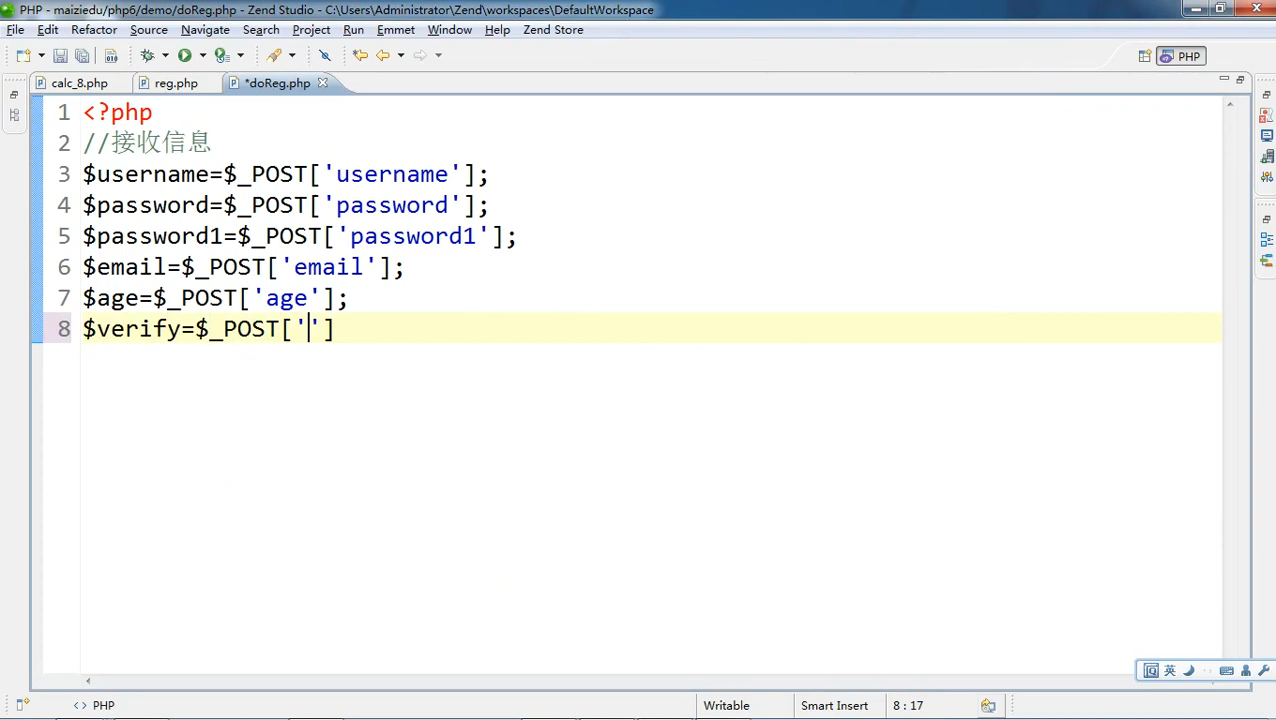 PHP - maiziedu/php6/demo/doReg.php - Zend Studio - C:\Users\Administrator\Zend\workspaces\DefaultWorkspace
File Edit Refactor Source Navigate Search Project Run Emmet Window Help Zend Store
PHP
calc_8.php reg.php *doReg.php
1 <?php
2 //接收信息
3 $username=$_POST['username'];
4 $password=$_POST['password'];
5 $password1=$_POST['password1'];
6 $email=$_POST['email'];
7 $age=$_POST['age'];
8 $verify=$_POST['']
英
<> PHP Writable Smart Insert 8 : 17